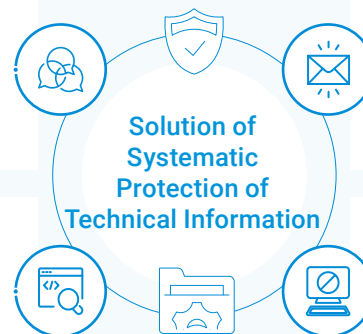 Solution of
Systematic
Protection of
Technical Information
</>